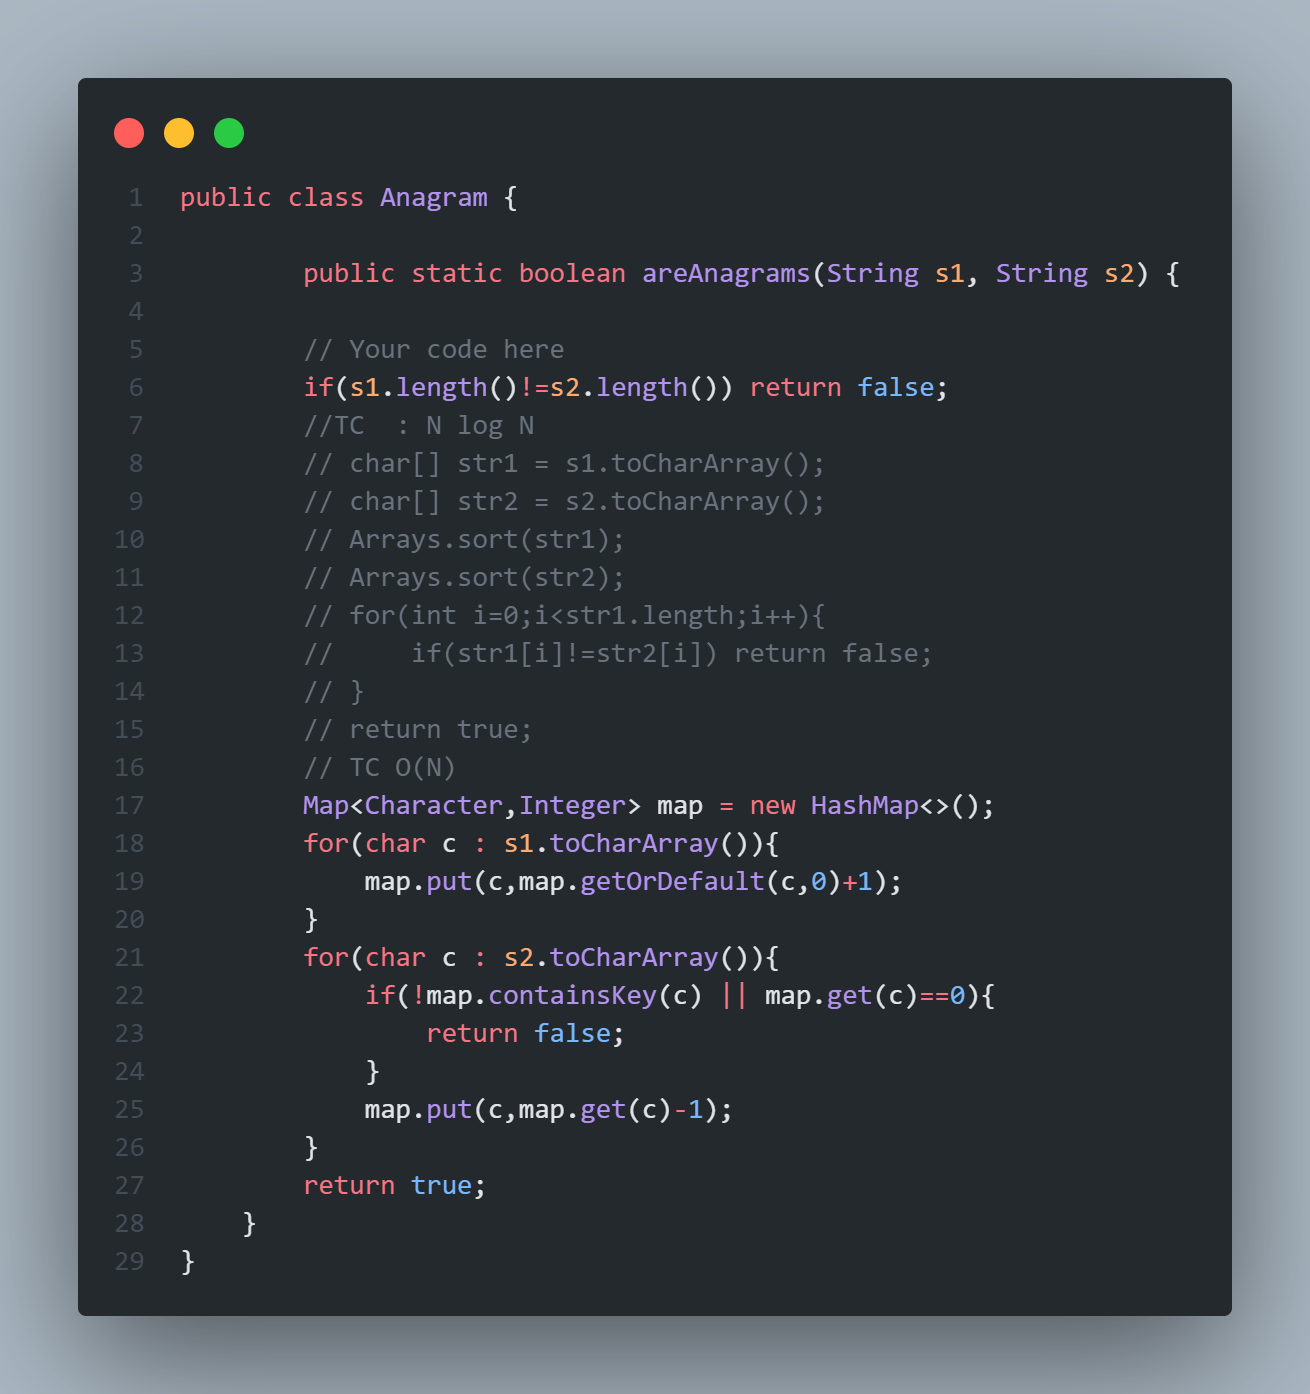 1 public class Anagram {
2
3         public static boolean areAnagrams(String s1, String s2) {
4
5         // Your code here
6         if(s1.length()!=s2.length()) return false;
7         //TC  : N log N
8         // char[] str1 = s1.toCharArray();
9         // char[] str2 = s2.toCharArray();
10         // Arrays.sort(str1);
11         // Arrays.sort(str2);
12         // for(int i=0;i<str1.length;i++){
13         //     if(str1[i]!=str2[i]) return false;
14         // }
15         // return true;
16         // TC O(N)
17         Map<Character,Integer> map = new HashMap<>();
18         for(char c : s1.toCharArray()){
19             map.put(c,map.getOrDefault(c,0)+1);
20         }
21         for(char c : s2.toCharArray()){
22             if(!map.containsKey(c) || map.get(c)==0){
23                 return false;
24             }
25             map.put(c,map.get(c)-1);
26         }
27         return true;
28     }
29 }